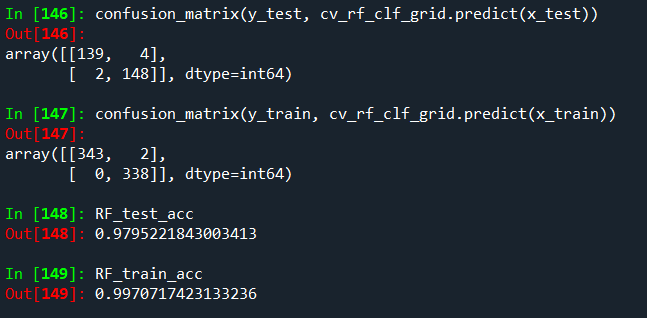 In [146]: confusion_matrix(y_test, cv_rf_clf_grid.predict(x_test))
Out[146]:
array([[139,   4],
       [  2, 148]], dtype=int64)
In [147]: confusion_matrix(y_train, cv_rf_clf_grid.predict(x_train))
Out[147]:
array([[343,   2],
       [  0, 338]], dtype=int64)
In [148]: RF_test_acc
Out[148]: 0.9795221843003413
In [149]: RF_train_acc
Out[149]: 0.9970717423133236